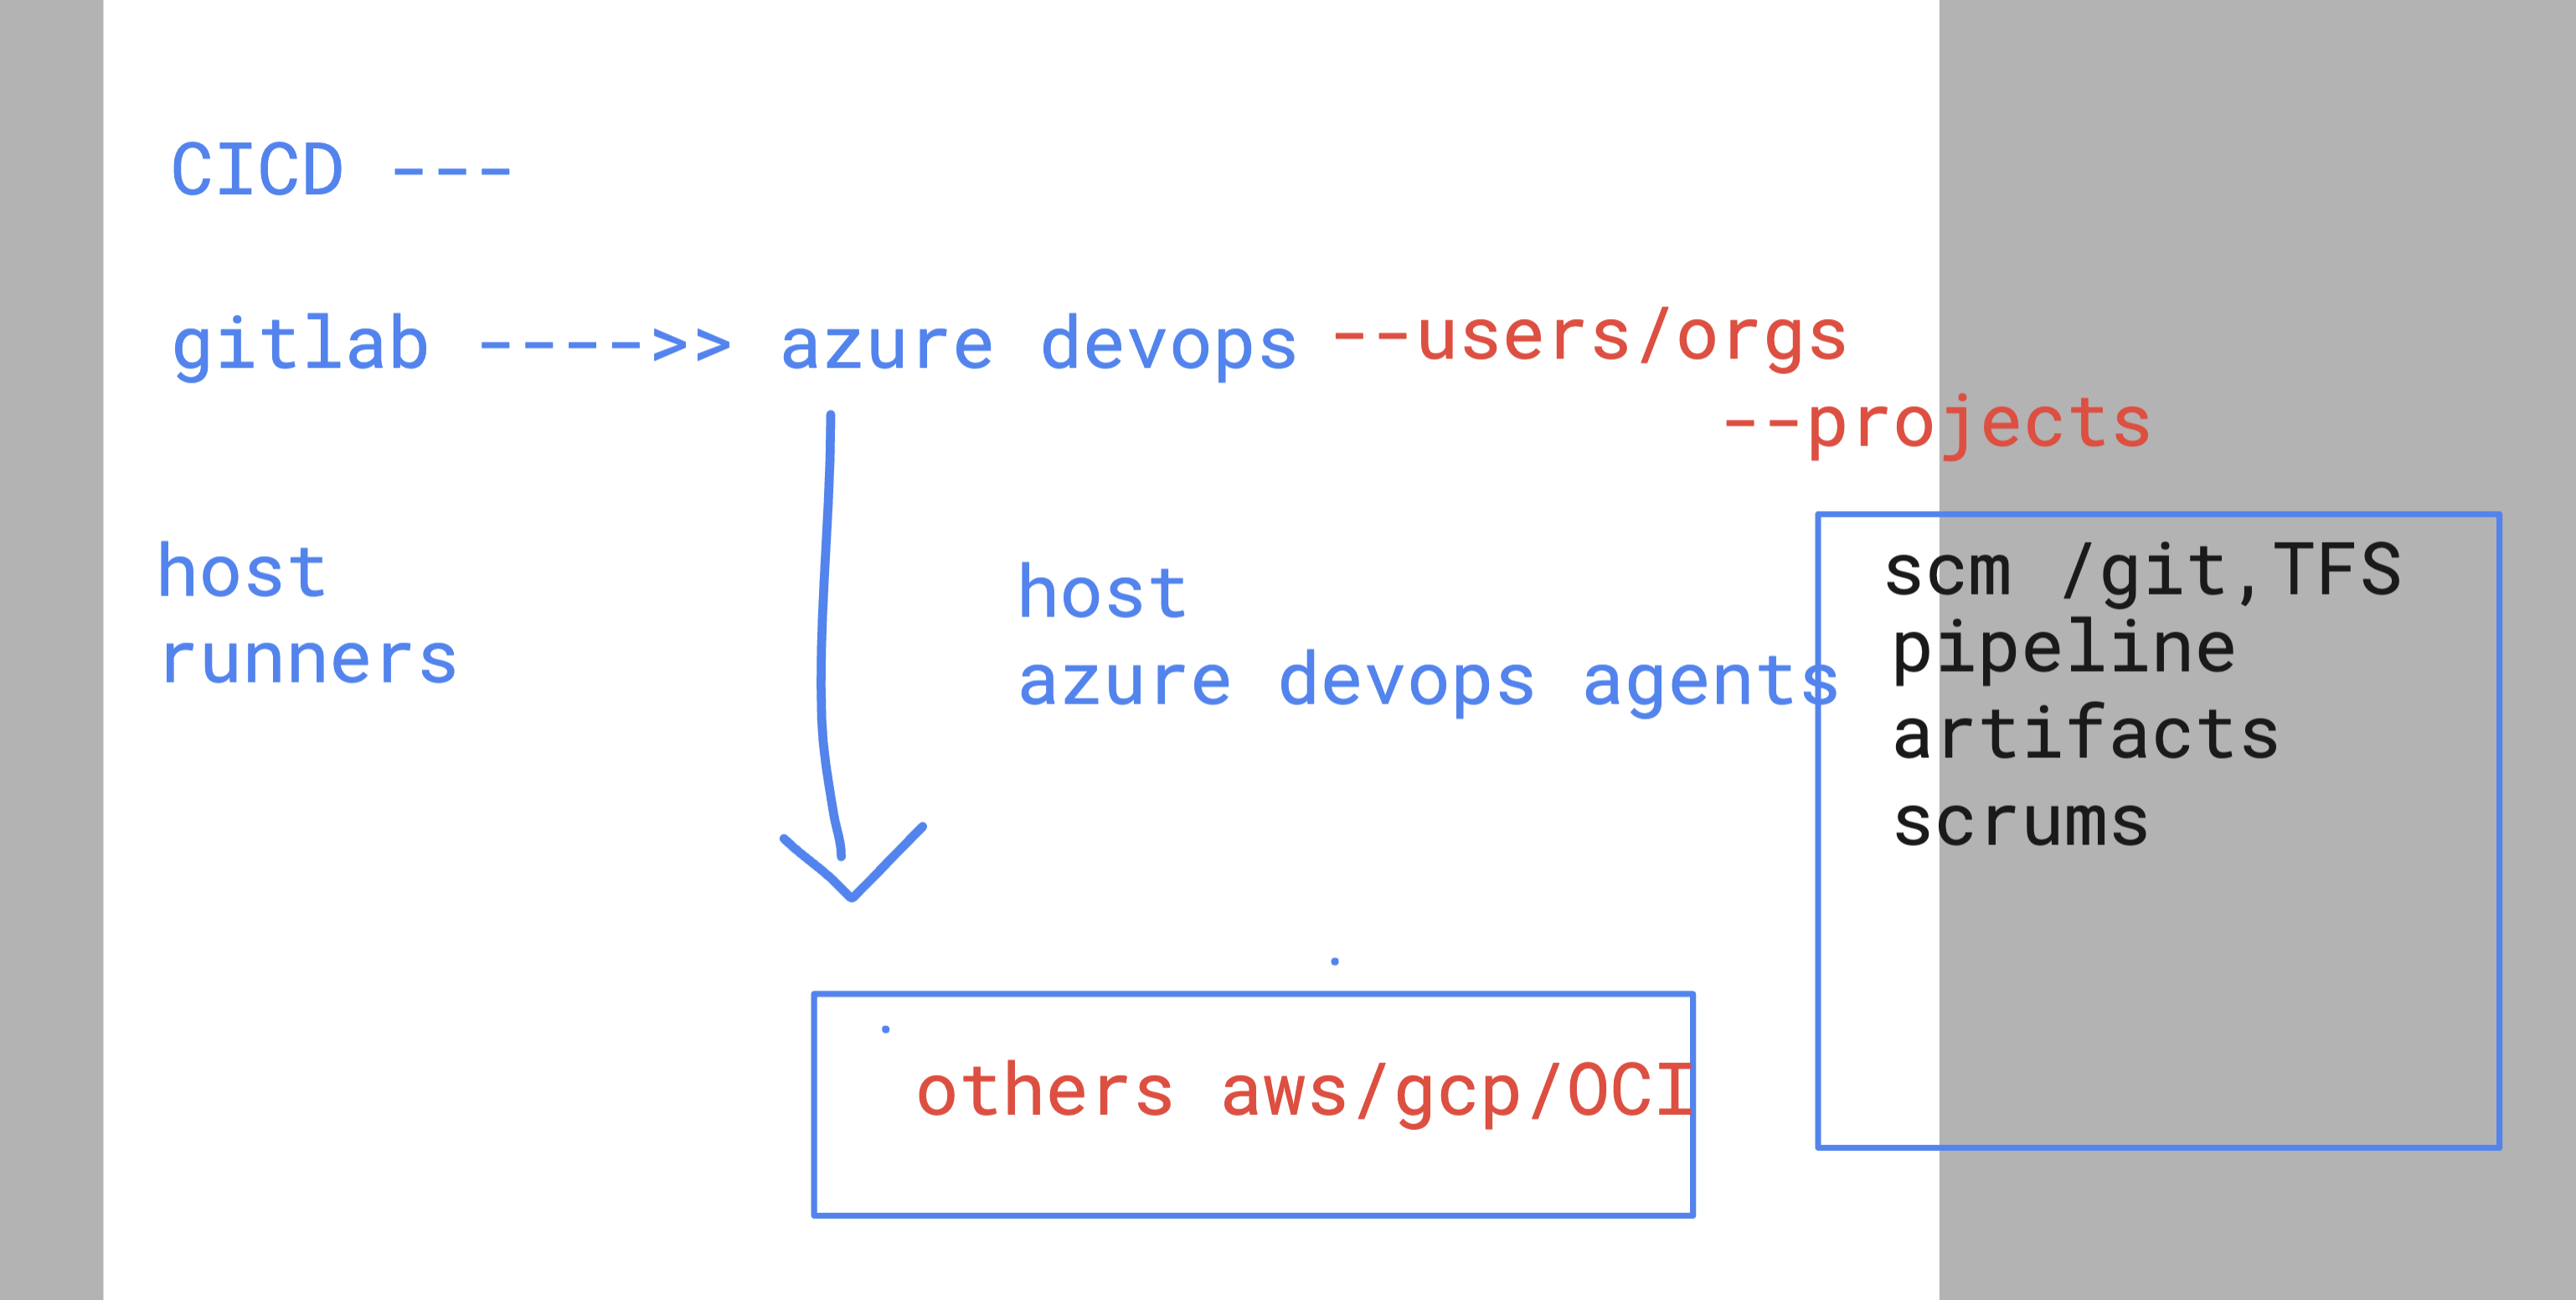 CICD ---
gitlab ---->> azure devops --users/orgs
--projects
host
runners
host
azure devops agents
scm /git,TFS
pipeline
artifacts
scrums
others aws/gcp/OCI